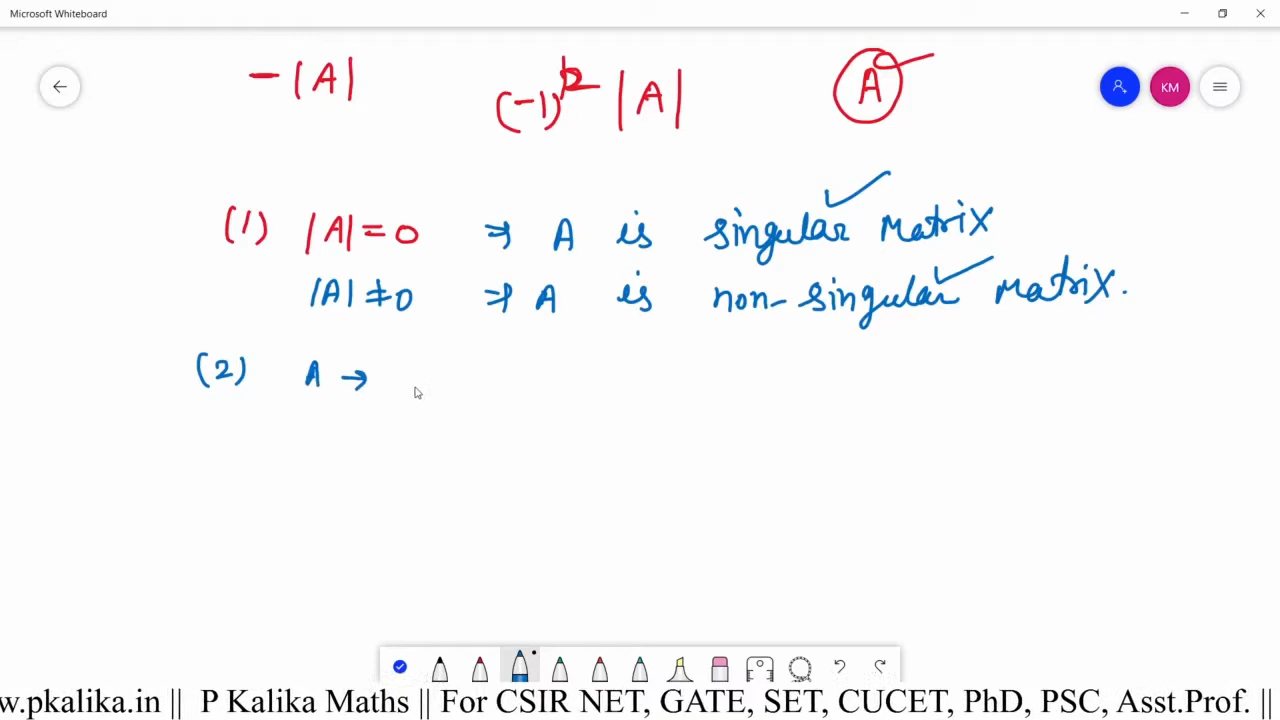 Microsoft Whiteboard
-|A| (-1)^k |A| A
KM
(1) |A| = 0 ⇒ A is singular Matrix
|A| ≠ 0 ⇒ A is non-singular Matrix.
(2) A →
w.pkalika.in || P Kalika Maths || For CSIR NET, GATE, SET, CUCET, PhD, PSC, Asst.Prof. ||